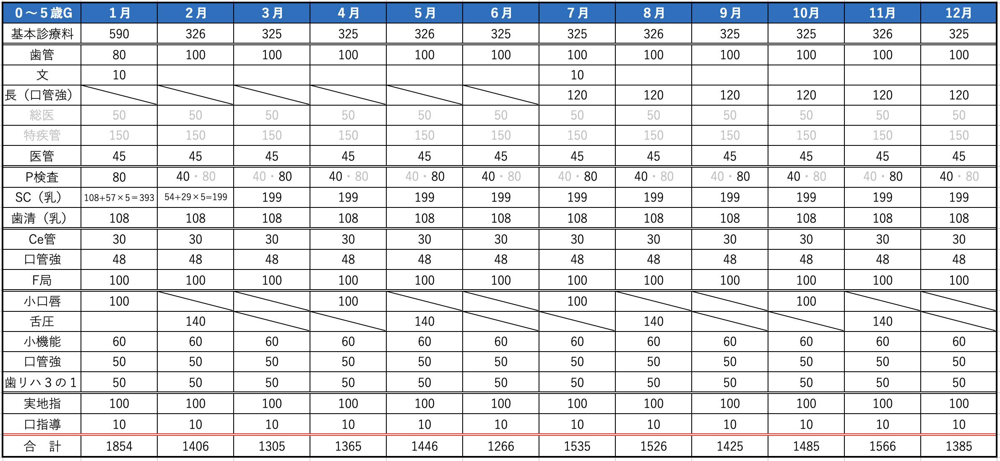 0～5歳G 1月 2月 3月 4月 5月 6月 7月 8月 9月 10月 11月 12月
基本診療料 590 326 325 325 326 325 325 326 325 325 326 325
歯管 80 100 100 100 100 100 100 100 100 100 100 100
文 10 10
長（口管強） 120 120 120 120 120 120
総医 50 50 50 50 50 50 50 50 50 50 50 50
特疾管 150 150 150 150 150 150 150 150 150 150 150 150
医管 45 45 45 45 45 45 45 45 45 45 45 45
P検査 80 40・80 40・80 40・80 40・80 40・80 40・80 40・80 40・80 40・80 40・80 40・80
SC（乳） 108+57×5＝393 54+29×5=199 199 199 199 199 199 199 199 199 199 199
歯清（乳） 108 108 108 108 108 108 108 108 108 108 108 108
Ce管 30 30 30 30 30 30 30 30 30 30 30 30
口管強 48 48 48 48 48 48 48 48 48 48 48 48
F局 100 100 100 100 100 100 100 100 100 100 100 100
小口唇 100 100 100 100
舌圧 140 140 140 140
小機能 60 60 60 60 60 60 60 60 60 60 60 60
口管強 50 50 50 50 50 50 50 50 50 50 50 50
歯リハ3の1 50 50 50 50 50 50 50 50 50 50 50 50
実地指 100 100 100 100 100 100 100 100 100 100 100 100
口指導 10 10 10 10 10 10 10 10 10 10 10 10
合　計 1854 1406 1305 1365 1446 1266 1535 1526 1425 1485 1566 1385